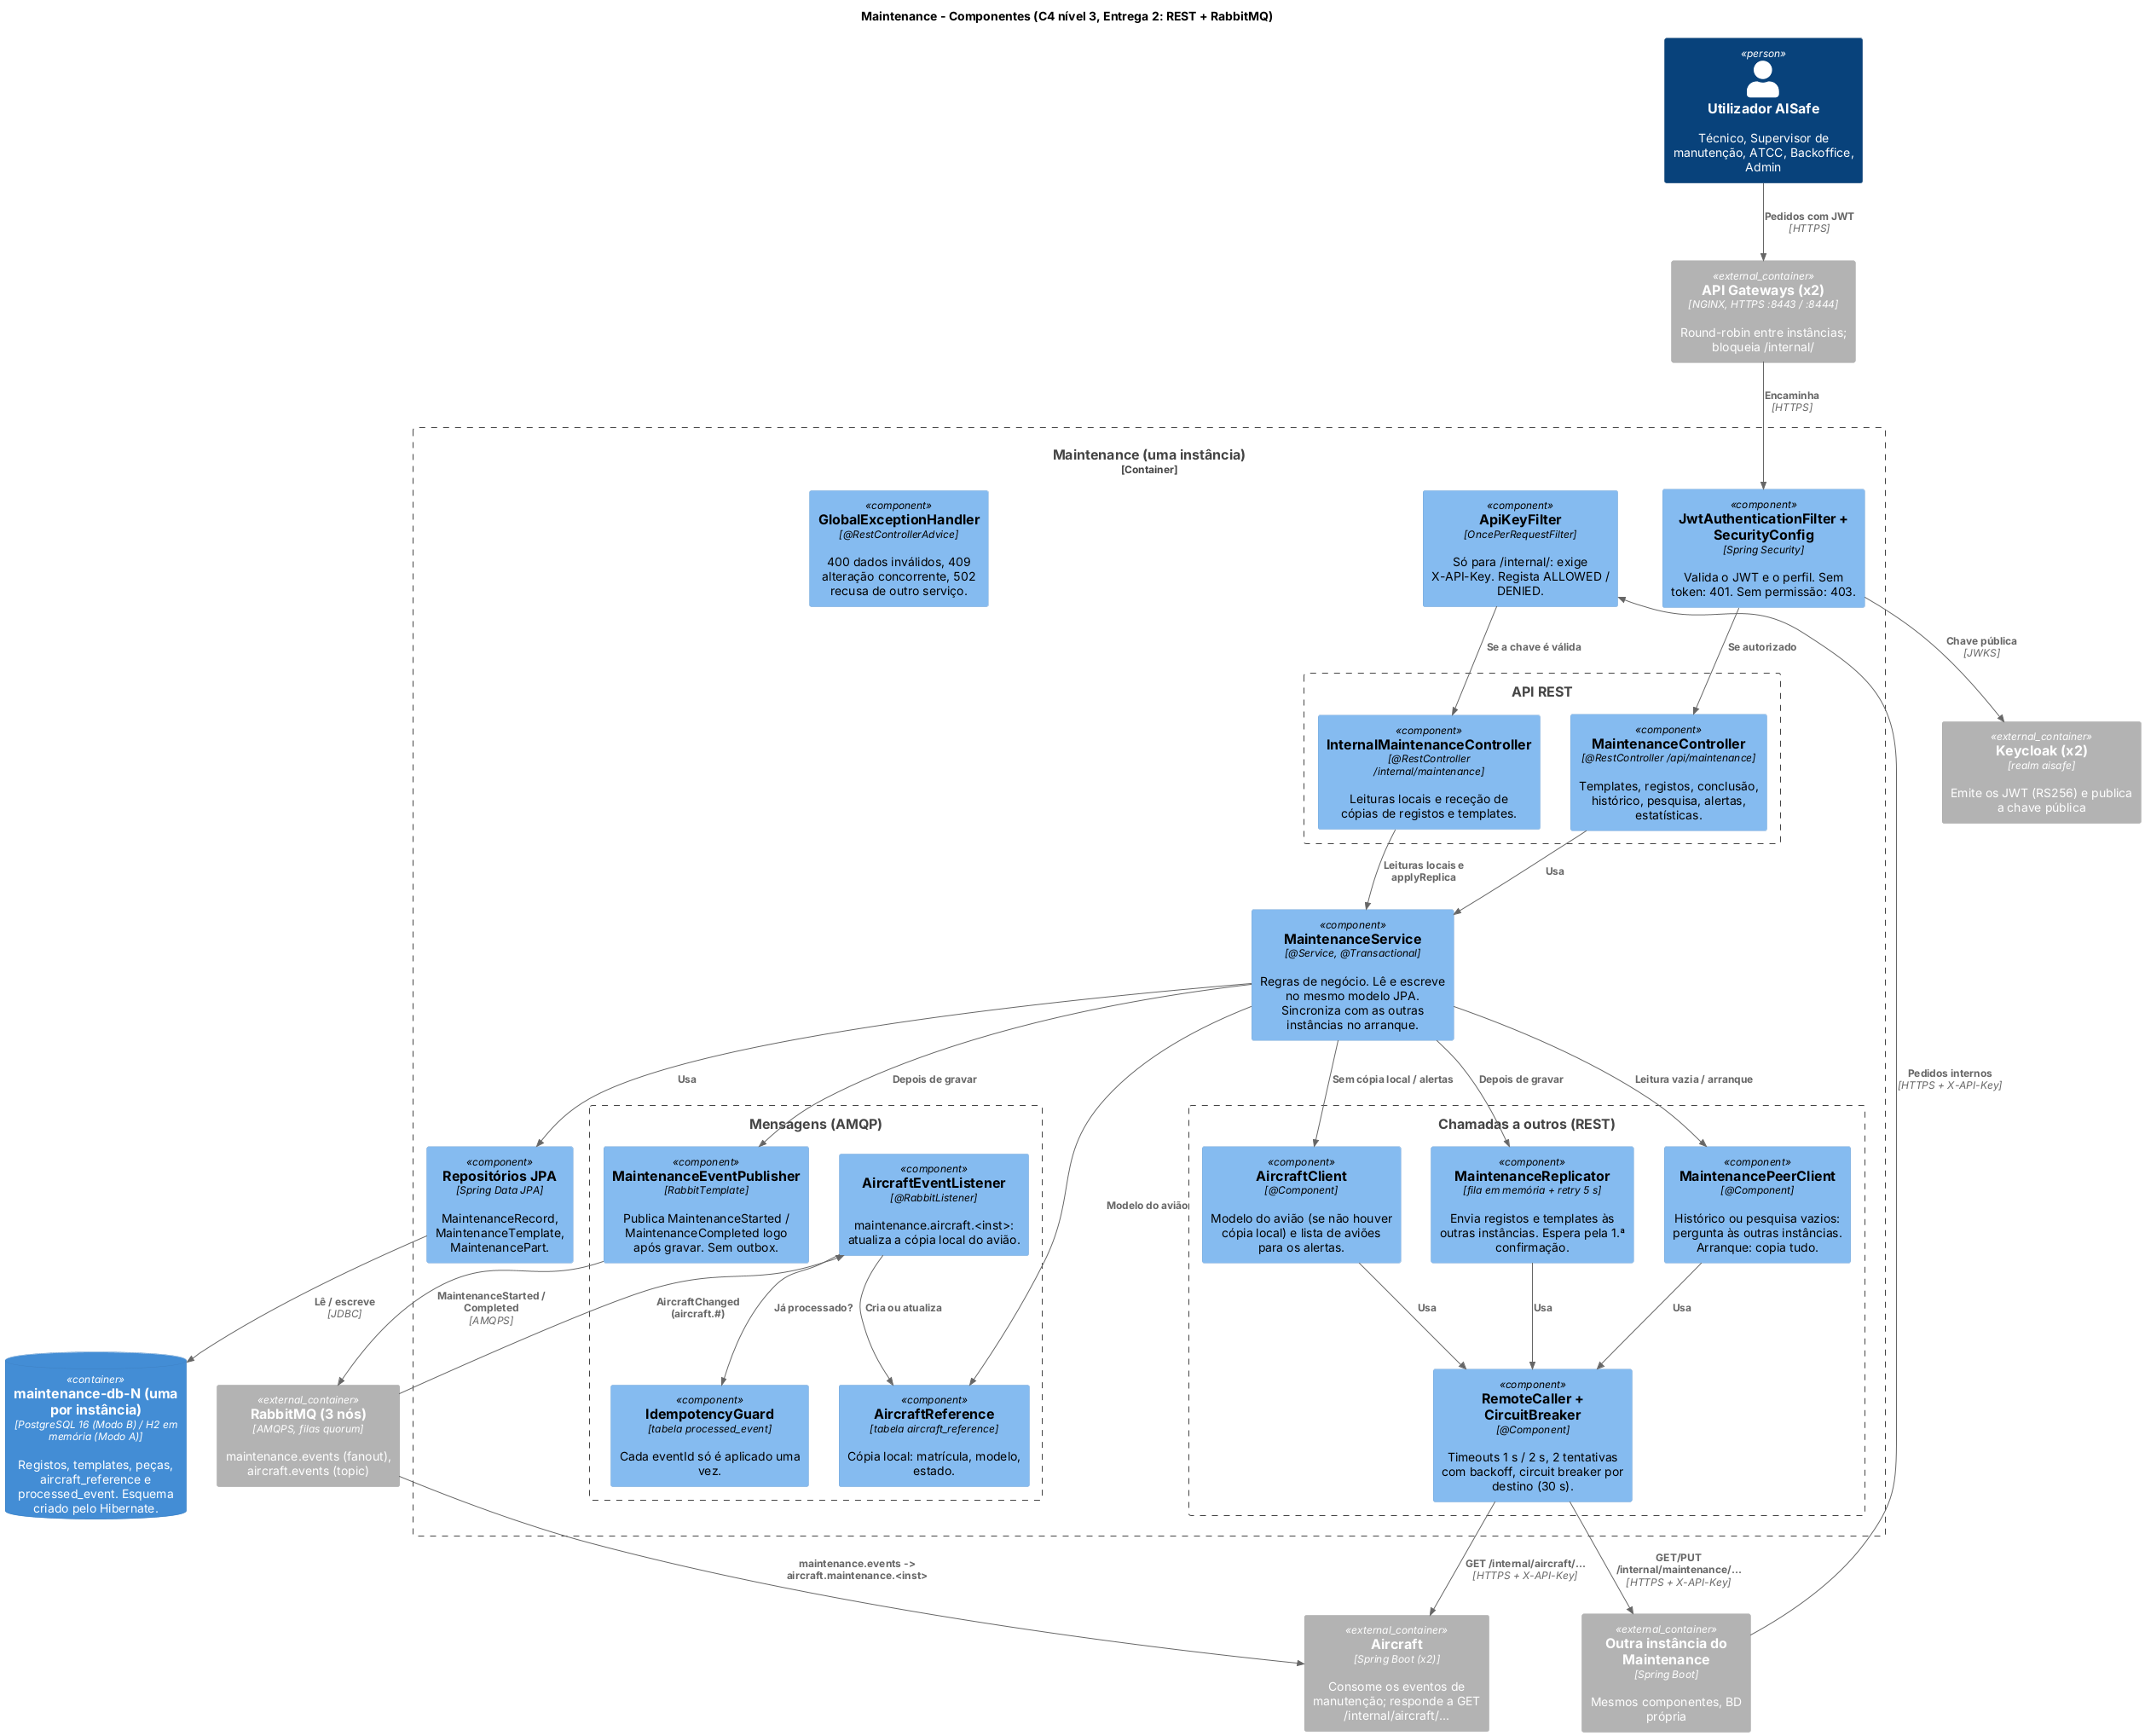 Maintenance - Componentes (C4 nível 3, Entrega 2: REST + RabbitMQ)
«person»
Utilizador AISafe
Técnico, Supervisor de
manutenção, ATCC, Backoffice,
Admin
Pedidos com JWT
[HTTPS]
«external_container»
API Gateways (x2)
[NGINX, HTTPS :8443 / :8444]
Round-robin entre instâncias;
bloqueia /internal/
Encaminha
[HTTPS]
Maintenance (uma instância)
[Container]
«component»
GlobalExceptionHandler
[@RestControllerAdvice]
400 dados inválidos, 409
alteração concorrente, 502
recusa de outro serviço.
«component»
ApiKeyFilter
[OncePerRequestFilter]
Só para /internal/: exige
X-API-Key. Regista ALLOWED /
DENIED.
«component»
JwtAuthenticationFilter +
SecurityConfig
[Spring Security]
Valida o JWT e o perfil. Sem
token: 401. Sem permissão: 403.
Se a chave é válida
Se autorizado
Chave pública
[JWKS]
API REST
«component»
InternalMaintenanceController
[@RestController
/internal/maintenance]
Leituras locais e receção de
cópias de registos e templates.
«component»
MaintenanceController
[@RestController /api/maintenance]
Templates, registos, conclusão,
histórico, pesquisa, alertas,
estatísticas.
«external_container»
Keycloak (x2)
[realm aisafe]
Emite os JWT (RS256) e publica
a chave pública
Leituras locais e
applyReplica
Usa
«component»
MaintenanceService
[@Service, @Transactional]
Regras de negócio. Lê e escreve
no mesmo modelo JPA.
Sincroniza com as outras
instâncias no arranque.
Usa
Depois de gravar
Sem cópia local / alertas
Depois de gravar
Leitura vazia / arranque
Pedidos internos
[HTTPS + X-API-Key]
Mensagens (AMQP)
Chamadas a outros (REST)
«component»
Repositórios JPA
[Spring Data JPA]
MaintenanceRecord,
MaintenanceTemplate,
MaintenancePart.
«component»
MaintenanceEventPublisher
[RabbitTemplate]
Publica MaintenanceStarted /
MaintenanceCompleted logo
após gravar. Sem outbox.
«component»
AircraftEventListener
[@RabbitListener]
maintenance.aircraft.<inst>:
atualiza a cópia local do avião.
Modelo do avião
«component»
AircraftClient
[@Component]
Modelo do avião (se não houver
cópia local) e lista de aviões
para os alertas.
«component»
MaintenanceReplicator
[fila em memória + retry 5 s]
Envia registos e templates às
outras instâncias. Espera pela 1.ª
confirmação.
«component»
MaintenancePeerClient
[@Component]
Histórico ou pesquisa vazios:
pergunta às outras instâncias.
Arranque: copia tudo.
Lê / escreve
[JDBC]
MaintenanceStarted /
Completed
[AMQPS]
AircraftChanged
(aircraft.#)
Já processado?
Cria ou atualiza
Usa
Usa
Usa
«container»
maintenance-db-N (uma
por instância)
[PostgreSQL 16 (Modo B) / H2 em
memória (Modo A)]
Registos, templates, peças,
aircraft_reference e
processed_event. Esquema
criado pelo Hibernate.
«external_container»
RabbitMQ (3 nós)
[AMQPS, filas quorum]
maintenance.events (fanout),
aircraft.events (topic)
«component»
IdempotencyGuard
[tabela processed_event]
Cada eventId só é aplicado uma
vez.
«component»
AircraftReference
[tabela aircraft_reference]
Cópia local: matrícula, modelo,
estado.
«component»
RemoteCaller +
CircuitBreaker
[@Component]
Timeouts 1 s / 2 s, 2 tentativas
com backoff, circuit breaker por
destino (30 s).
maintenance.events ->
aircraft.maintenance.<inst>
GET /internal/aircraft/...
[HTTPS + X-API-Key]
GET/PUT
/internal/maintenance/...
[HTTPS + X-API-Key]
«external_container»
Aircraft
[Spring Boot (x2)]
Consome os eventos de
manutenção; responde a GET
/internal/aircraft/...
«external_container»
Outra instância do
Maintenance
[Spring Boot]
Mesmos componentes, BD
própria